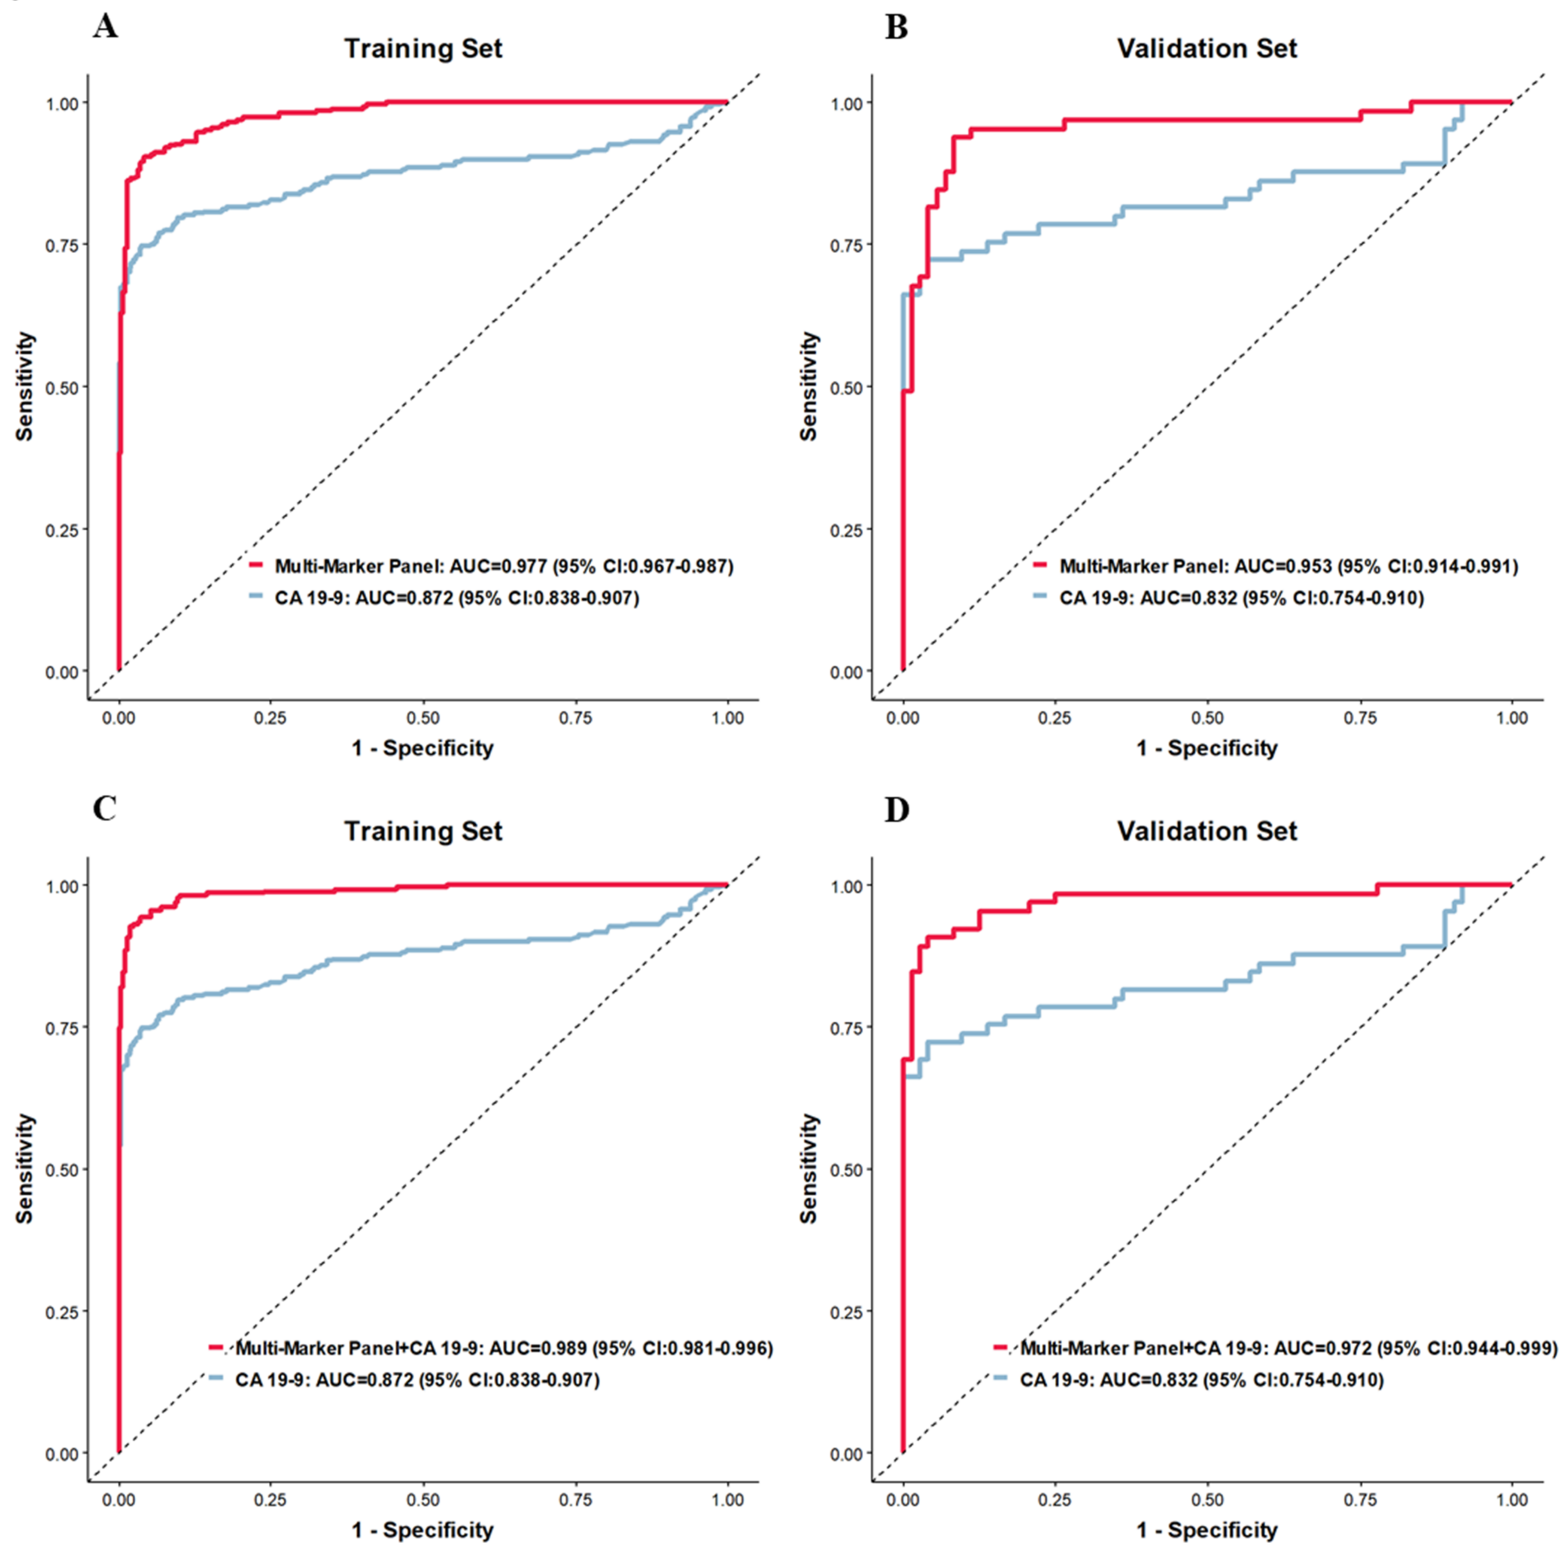 A
Training Set
Sensitivity
1.00
0.75
0.50
0.25
0.00
Multi-Marker Panel: AUC=0.977 (95% CI:0.967-0.987)
CA 19-9: AUC=0.872 (95% CI:0.838-0.907)
0.00 0.25 0.50 0.75 1.00
1 - Specificity
B
Validation Set
Sensitivity
1.00
0.75
0.50
0.25
0.00
Multi-Marker Panel: AUC=0.953 (95% CI:0.914-0.991)
CA 19-9: AUC=0.832 (95% CI:0.754-0.910)
0.00 0.25 0.50 0.75 1.00
1 - Specificity
C
Training Set
Sensitivity
1.00
0.75
0.50
0.25
0.00
Multi-Marker Panel+CA 19-9: AUC=0.989 (95% CI:0.981-0.996)
CA 19-9: AUC=0.872 (95% CI:0.838-0.907)
0.00 0.25 0.50 0.75 1.00
1 - Specificity
D
Validation Set
Sensitivity
1.00
0.75
0.50
0.25
0.00
Multi-Marker Panel+CA 19-9: AUC=0.972 (95% CI:0.944-0.999)
CA 19-9: AUC=0.832 (95% CI:0.754-0.910)
0.00 0.25 0.50 0.75 1.00
1 - Specificity